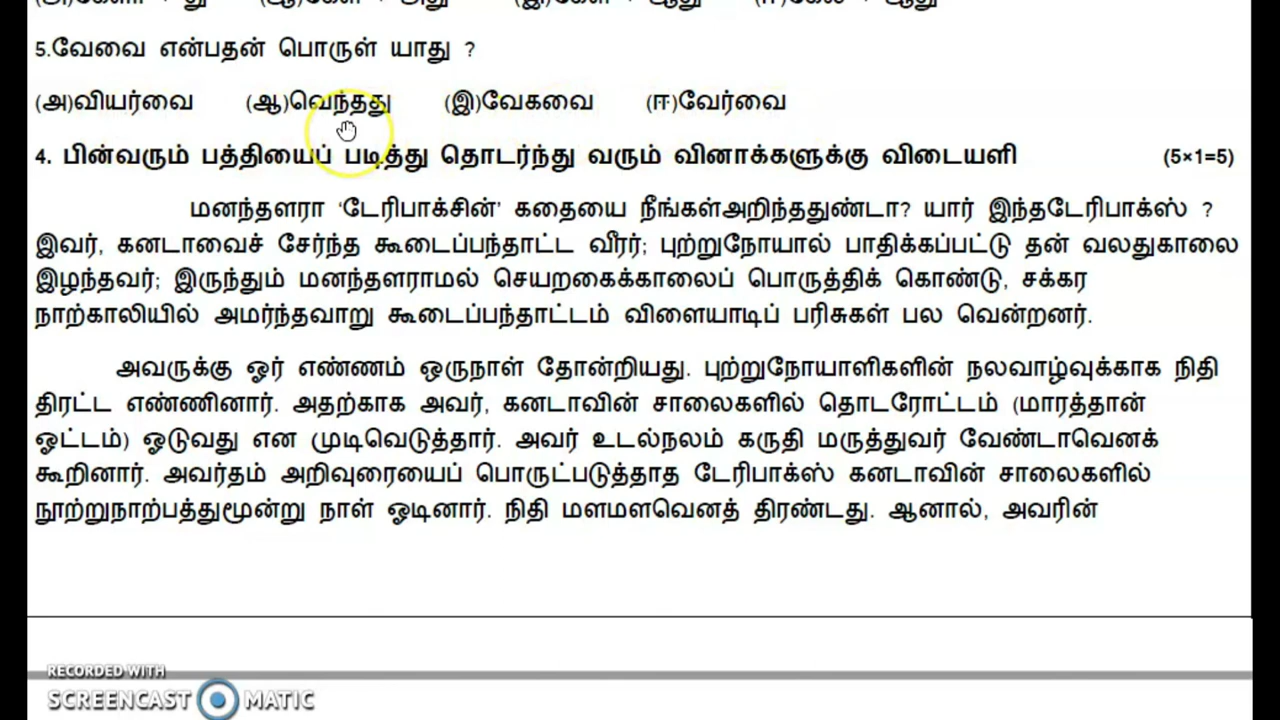 5.வேவை என்பதன் பொருள் யாது ?
(அ)வியர்வை (ஆ)வெந்தது (இ)வேகவை (ஈ)வேர்வை
4. பின்வரும் பத்தியைப் படித்து தொடர்ந்து வரும் வினாக்களுக்கு விடையளி (5×1=5)
மனந்தளரா ‘டேரிபாக்சின்’ கதையை நீங்கள்அறிந்ததுண்டா? யார் இந்தடேரிபாக்ஸ் ?
இவர், கனடாவைச் சேர்ந்த கூடைப்பந்தாட்ட வீரர்; புற்றுநோயால் பாதிக்கப்பட்டு தன் வலதுகாலை
இழந்தவர்; இருந்தும் மனந்தளராமல் செயறகைக்காலைப் பொருத்திக் கொண்டு, சக்கர
நாற்காலியில் அமர்ந்தவாறு கூடைப்பந்தாட்டம் விளையாடிப் பரிசுகள் பல வென்றனர்.
அவருக்கு ஓர் எண்ணம் ஒருநாள் தோன்றியது. புற்றுநோயாளிகளின் நலவாழ்வுக்காக நிதி
திரட்ட எண்ணினார். அதற்காக அவர், கனடாவின் சாலைகளில் தொடரோட்டம் (மாரத்தான்
ஓட்டம்) ஓடுவது என முடிவெடுத்தார். அவர் உடல்நலம் கருதி மருத்துவர் வேண்டாவெனக்
கூறினார். அவர்தம் அறிவுரையைப் பொருட்படுத்தாத டேரிபாக்ஸ் கனடாவின் சாலைகளில்
நூற்றுநாற்பத்துமூன்று நாள் ஓடினார். நிதி மளமளவெனத் திரண்டது. ஆனால், அவரின்
RECORDED WITH
SCREENCAST MATIC